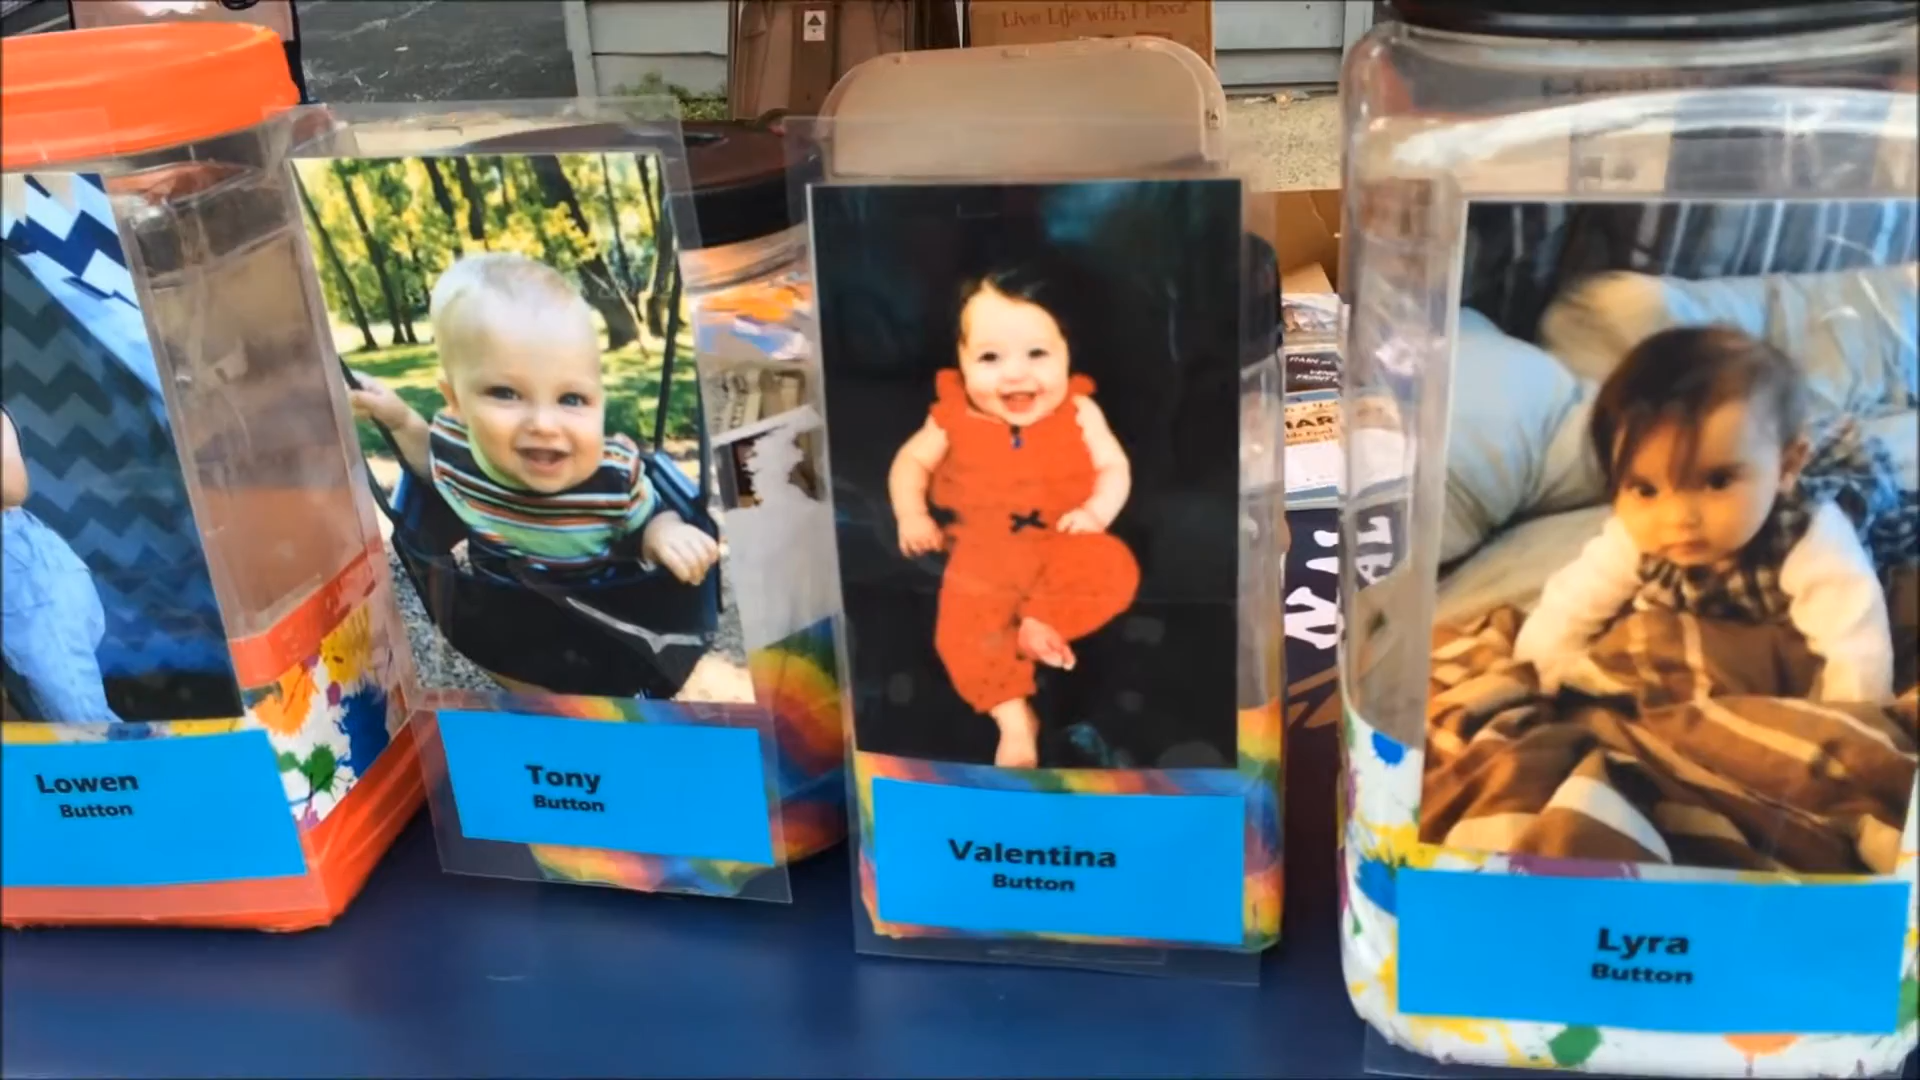 Live Life with Flavor
Lowen
Button
Tony
Button
Valentina
Button
Lyra
Button